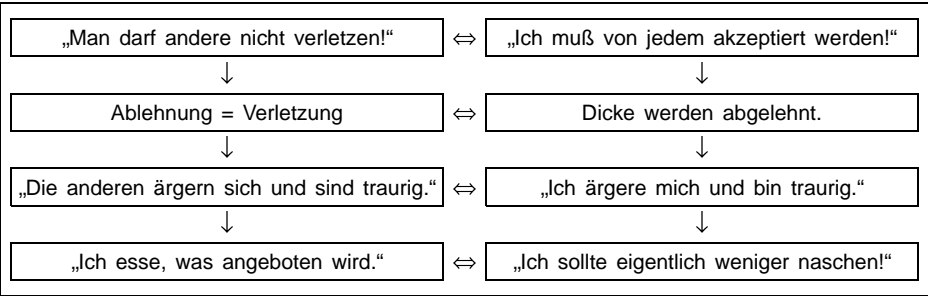 „Man darf andere nicht verletzen!“ ⇔ „Ich muß von jedem akzeptiert werden!“
↓ ↓
Ablehnung = Verletzung ⇔ Dicke werden abgelehnt.
↓ ↓
„Die anderen ärgern sich und sind traurig.“ ⇔ „Ich ärgere mich und bin traurig.“
↓ ↓
„Ich esse, was angeboten wird.“ ⇔ „Ich sollte eigentlich weniger naschen!“